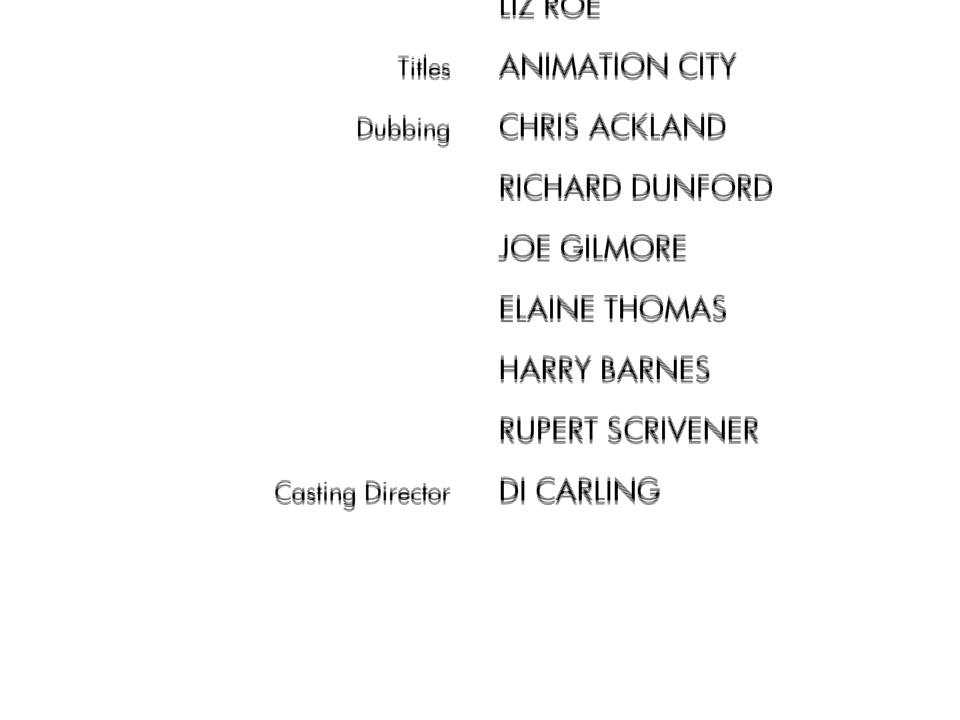 LIZ ROE
Titles ANIMATION CITY
Dubbing CHRIS ACKLAND
RICHARD DUNFORD
JOE GILMORE
ELAINE THOMAS
HARRY BARNES
RUPERT SCRIVENER
Casting Director DI CARLING